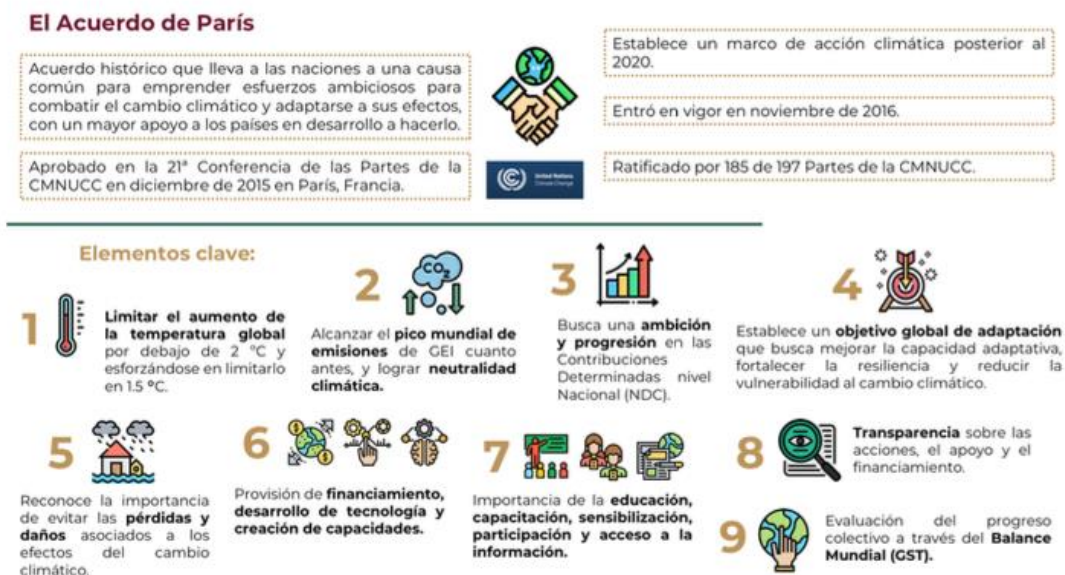 El Acuerdo de París
Acuerdo histórico que lleva a las naciones a una causa
común para emprender esfuerzos ambiciosos para
combatir el cambio climático y adaptarse a sus efectos,
con un mayor apoyo a los países en desarrollo a hacerlo.
Aprobado en la 21ª Conferencia de las Partes de la
CMNUCC en diciembre de 2015 en París, Francia.
United Nations
Climate Change
Establece un marco de acción climática posterior al
2020.
Entró en vigor en noviembre de 2016.
Ratificado por 185 de 197 Partes de la CMNUCC.
Elementos clave:
1
Limitar el aumento de
la temperatura global
por debajo de 2 °C y
esforzándose en limitarlo
en 1.5 °C.
2
CO2
Alcanzar el pico mundial de
emisiones de GEI cuanto
antes, y lograr neutralidad
climática.
3
Busca una ambición
y progresión en las
Contribuciones
Determinadas nivel
Nacional (NDC).
4
Establece un objetivo global de adaptación
que busca mejorar la capacidad adaptativa,
fortalecer la resiliencia y reducir la
vulnerabilidad al cambio climático.
5
Reconoce la importancia
de evitar las pérdidas y
daños asociados a los
efectos del cambio
climático.
6
Provisión de financiamiento,
desarrollo de tecnología y
creación de capacidades.
7
Importancia de la educación,
capacitación, sensibilización,
participación y acceso a la
información.
8
Transparencia sobre las
acciones, el apoyo y el
financiamiento.
9
Evaluación del progreso
colectivo a través del Balance
Mundial (GST).